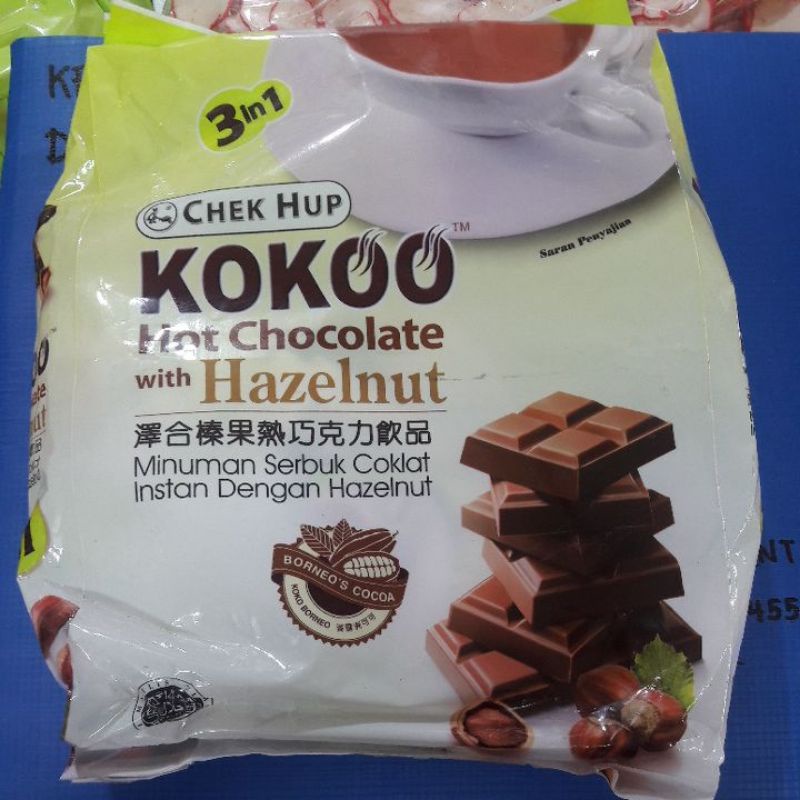 3in1
CHEK HUP
KOKOO™
Saran Penyajian
Hot Chocolate
with Hazelnut
澤合榛果熱巧克力飲品
Minuman Serbuk Coklat
Instan Dengan Hazelnut
BORNEO'S COCOA
KOKO BORNEO
455